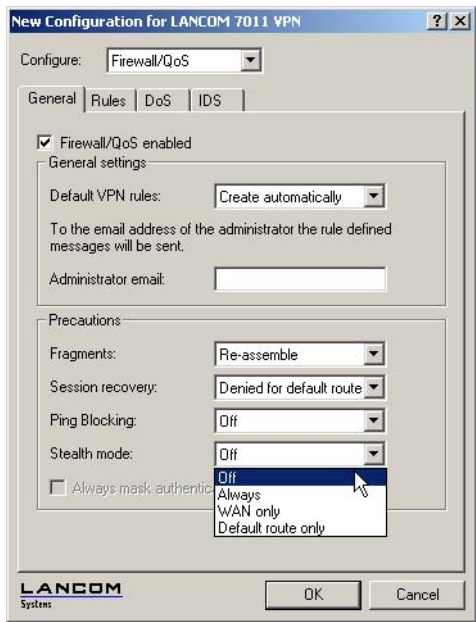 New Configuration for LANCOM 7011 VPN
Configure: Firewall/QoS
General Rules DoS IDS
Firewall/QoS enabled
General settings
Default VPN rules: Create automatically
To the email address of the administrator the rule defined
messages will be sent.
Administrator email:
Precautions
Fragments: Re-assemble
Session recovery: Denied for default route
Ping Blocking: Off
Stealth mode: Off
Off
Always mask
Always
WAN only
Default route only
LANCOM
Systems
OK Cancel